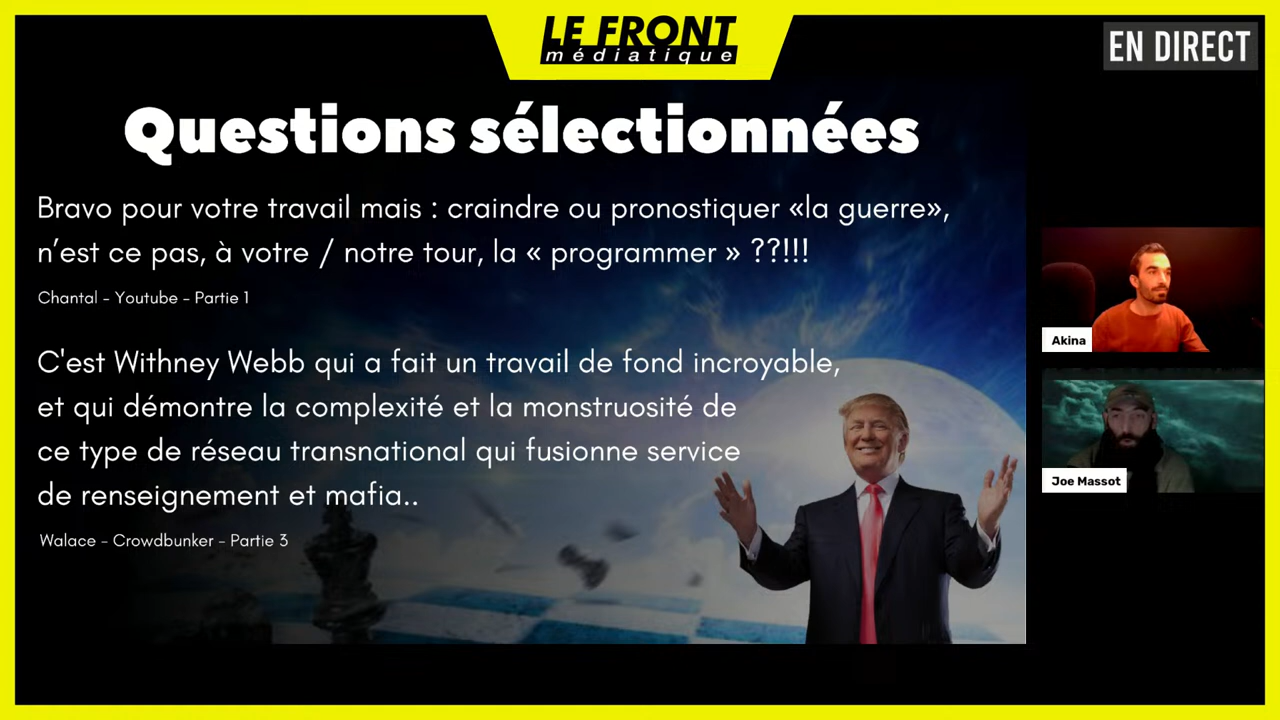 LE FRONT
médiatique
EN DIRECT
Questions sélectionnées
Bravo pour votre travail mais : craindre ou pronostiquer «la guerre»,
n’est ce pas, à votre / notre tour, la « programmer » ??!!!
Chantal - Youtube - Partie 1
C'est Withney Webb qui a fait un travail de fond incroyable,
et qui démontre la complexité et la monstruosité de
ce type de réseau transnational qui fusionne service
de renseignement et mafia..
Walace - Crowdbunker - Partie 3
Akina
Joe Massot